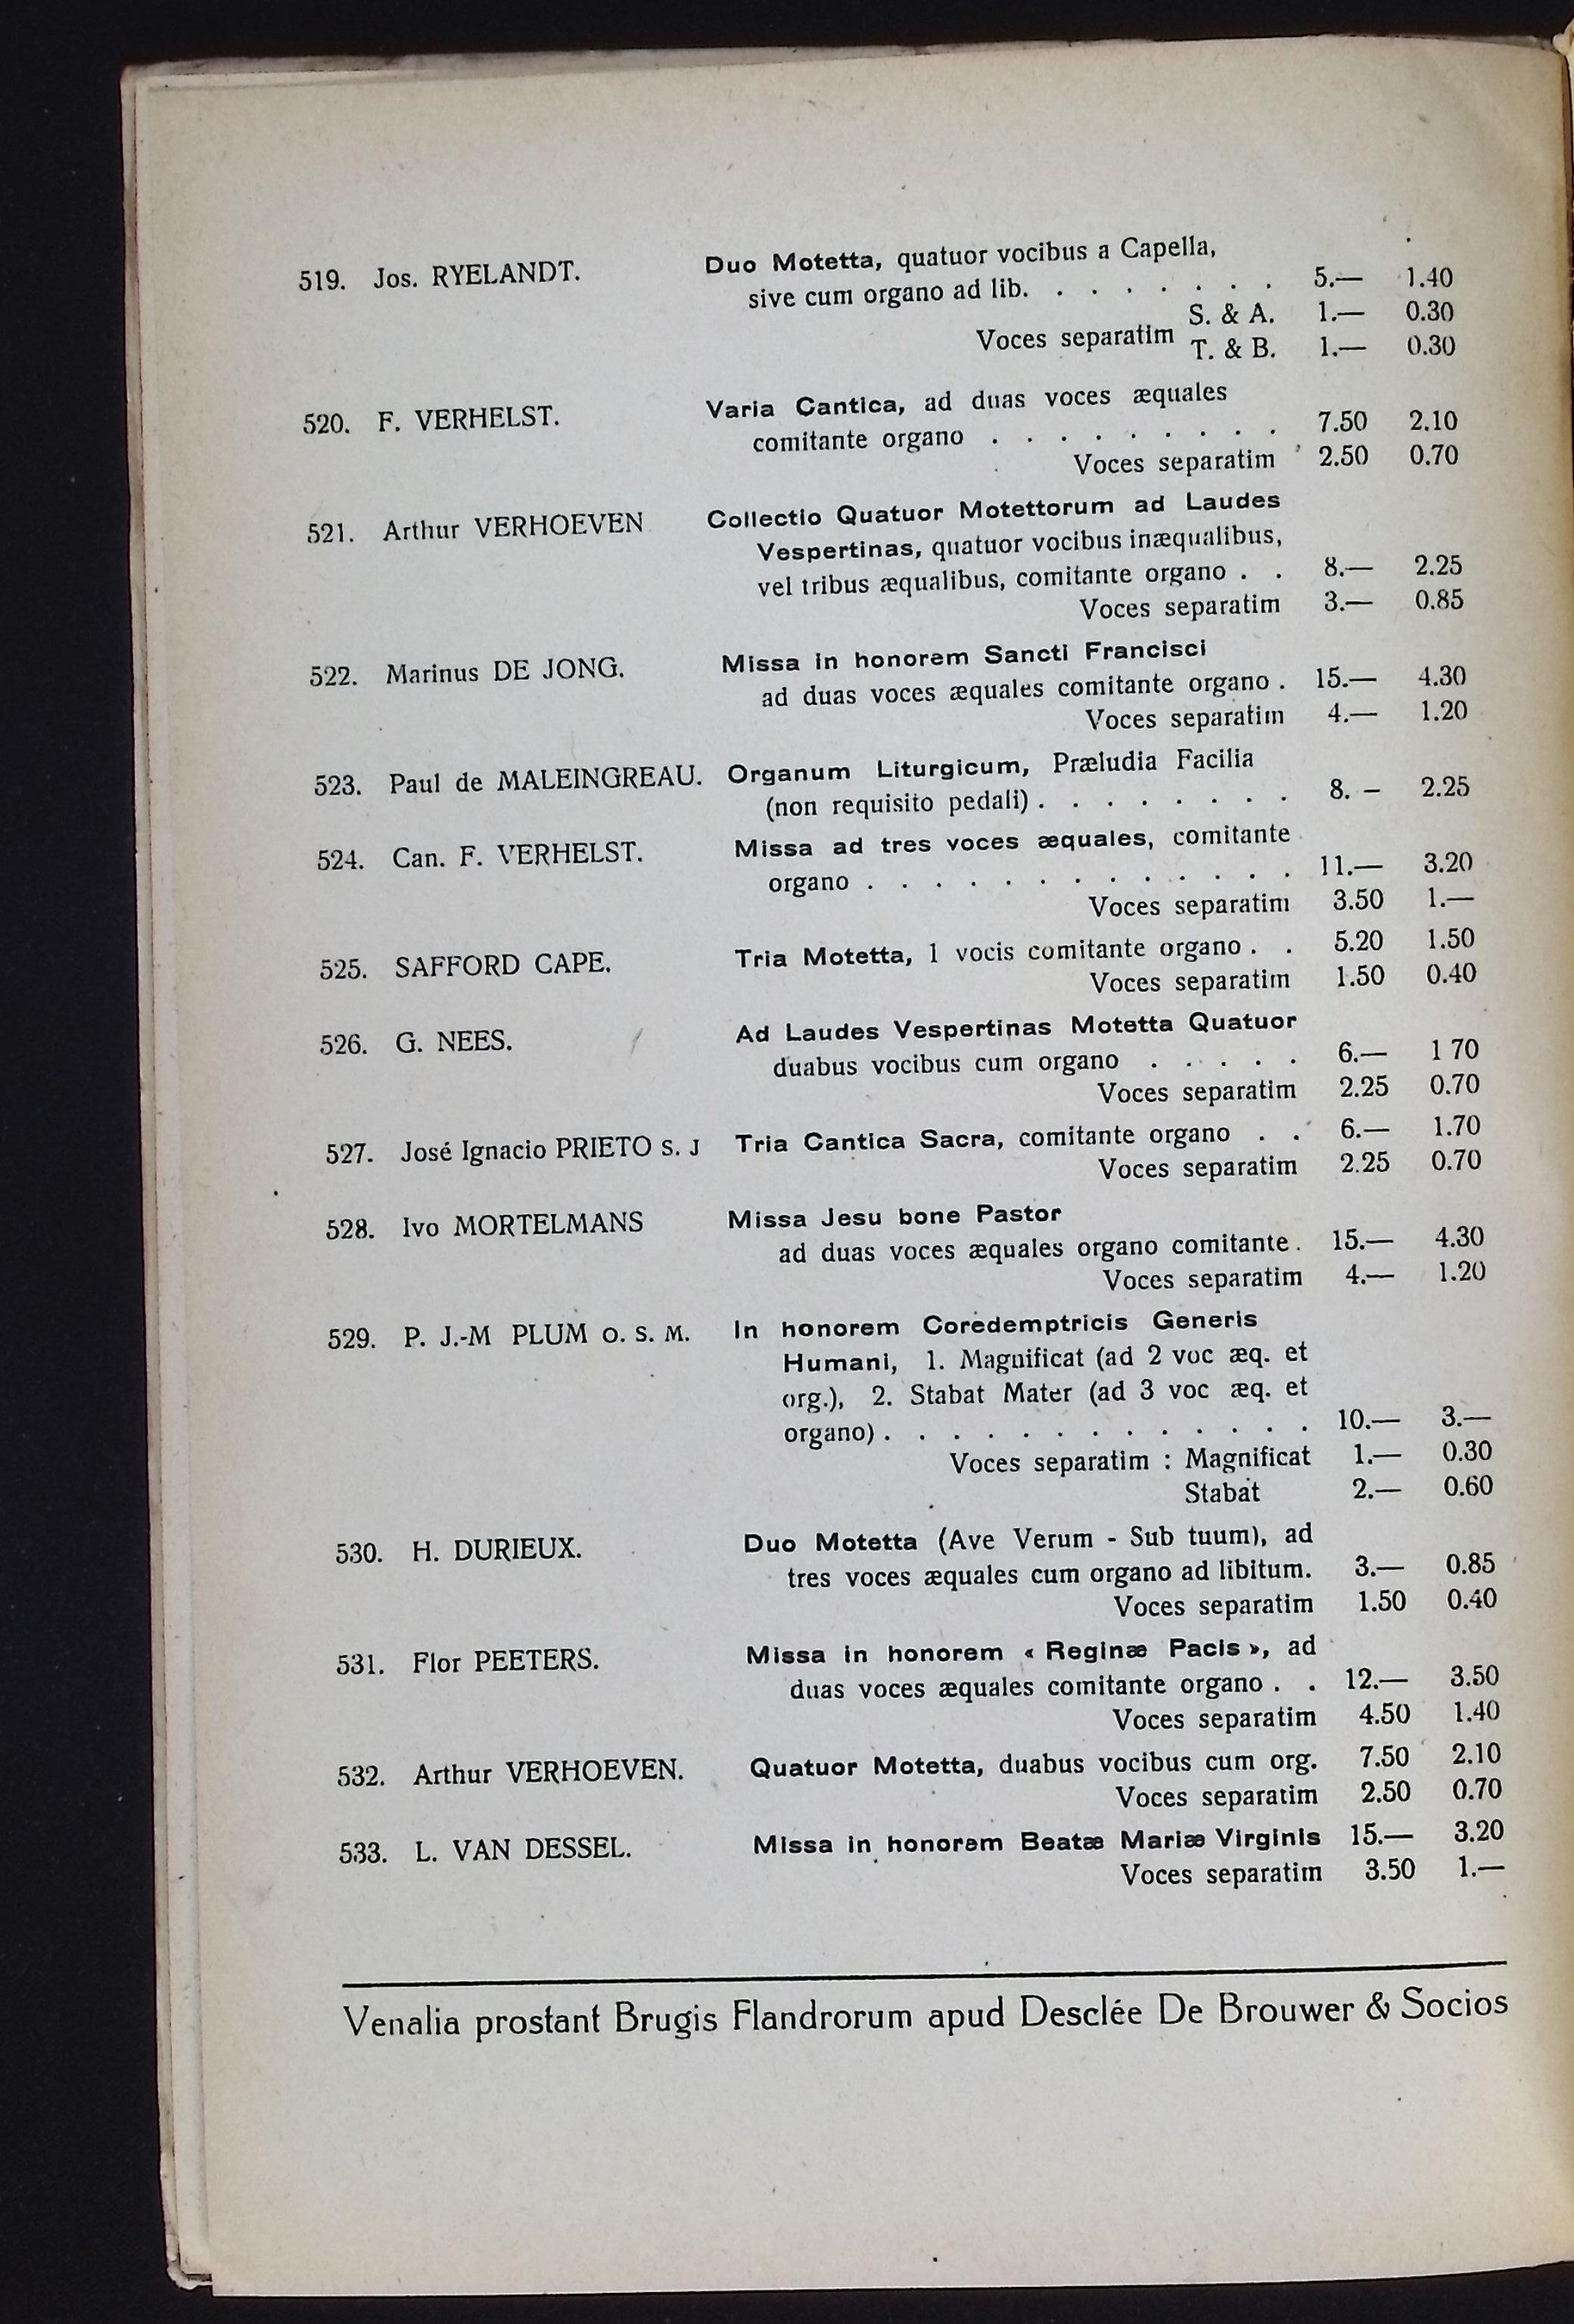 519. Jos. RYELANDT. Duo Motetta, quatuor vocibus a Capella,
sive cum organo ad lib. . . . . . . . 5.— 1.40
S. & A. 1.— 0.30
Voces separatim
T. & B. 1.— 0.30
520. F. VERHELST. Varia Cantica, ad duas voces æquales
comitante organo . . . . . . . . . 7.50 2.10
Voces separatim 2.50 0.70
521. Arthur VERHOEVEN Collectio Quatuor Motettorum ad Laudes
Vespertinas, quatuor vocibus inæqualibus,
vel tribus æqualibus, comitante organo . . 8.— 2.25
Voces separatim 3.— 0.85
522. Marinus DE JONG. Missa in honorem Sancti Francisci
ad duas voces æquales comitante organo . 15.— 4.30
Voces separatim 4.— 1.20
523. Paul de MALEINGREAU. Organum Liturgicum, Præludia Facilia
(non requisito pedali) . . . . . . . . 8. – 2.25
524. Can. F. VERHELST. Missa ad tres voces æquales, comitante
organo . . . . . . . . . . . . . 11.— 3.20
Voces separatim 3.50 1.—
525. SAFFORD CAPE. Tria Motetta, 1 vocis comitante organo . . 5.20 1.50
Voces separatim 1.50 0.40
526. G. NEES. Ad Laudes Vespertinas Motetta Quatuor
duabus vocibus cum organo . . . . . 6.— 1 70
Voces separatim 2.25 0.70
527. José Ignacio PRIETO S. J Tria Cantica Sacra, comitante organo . . 6.— 1.70
Voces separatim 2.25 0.70
528. Ivo MORTELMANS Missa Jesu bone Pastor
ad duas voces æquales organo comitante . 15.— 4.30
Voces separatim 4.— 1.20
529. P. J.-M PLUM O. S. M. In honorem Coredemptricis Generis
Humani, 1. Magnificat (ad 2 voc æq. et
org.), 2. Stabat Mater (ad 3 voc æq. et
organo) . . . . . . . . . . . . . 10.— 3.—
Voces separatim : Magnificat 1.— 0.30
Stabat 2.— 0.60
530. H. DURIEUX. Duo Motetta (Ave Verum - Sub tuum), ad
tres voces æquales cum organo ad libitum. 3.— 0.85
Voces separatim 1.50 0.40
531. Flor PEETERS. Missa in honorem « Reginæ Pacis », ad
duas voces æquales comitante organo . . 12.— 3.50
Voces separatim 4.50 1.40
532. Arthur VERHOEVEN. Quatuor Motetta, duabus vocibus cum org. 7.50 2.10
Voces separatim 2.50 0.70
533. L. VAN DESSEL. Missa in honorem Beatæ Mariæ Virginis 15.— 3.20
Voces separatim 3.50 1.—
Venalia prostant Brugis Flandrorum apud Desclée De Brouwer & Socios